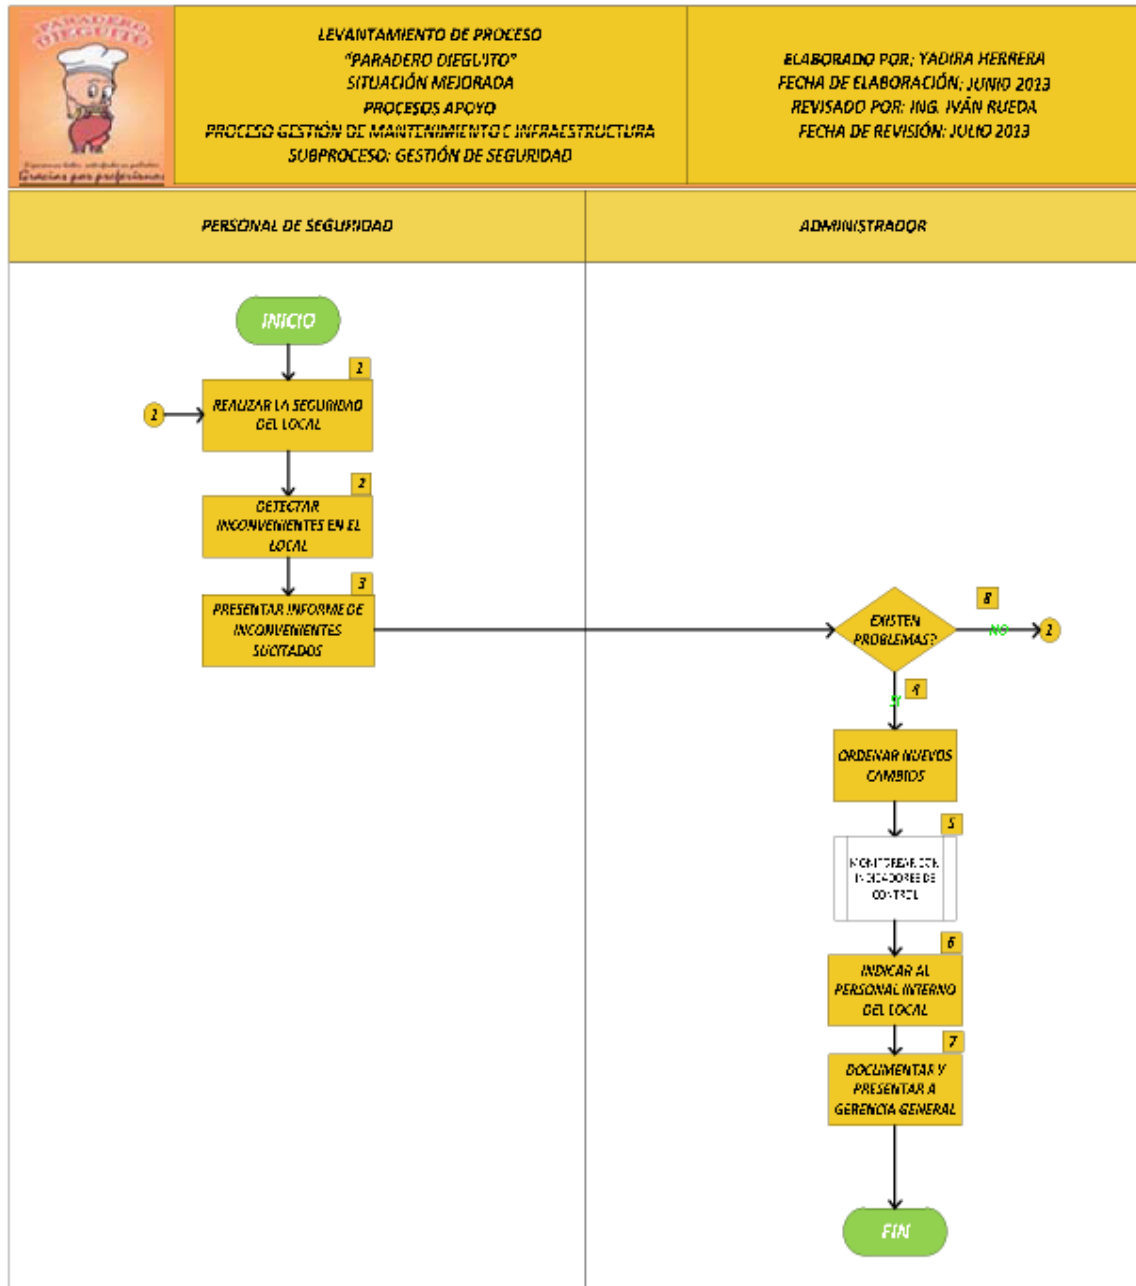 PARADERO
DIEGUITO
Gracias por preferirnos
LEVANTAMIENTO DE PROCESO
"PARADERO DIEGUITO"
SITUACIÓN MEJORADA
PROCESOS APOYO
PROCESO GESTIÓN DE MANTENIMIENTO E INFRAESTRUCTURA
SUBPROCESO: GESTIÓN DE SEGURIDAD
ELABORADO POR: YADIRA HERRERA
FECHA DE ELABORACIÓN: JUNIO 2013
REVISADO POR: ING. IVÁN RUEDA
FECHA DE REVISIÓN: JULIO 2013
PERSONAL DE SEGURIDAD
ADMINISTRADOR
INICIO
1
REALIZAR LA SEGURIDAD
DEL LOCAL
1
2
DETECTAR
INCONVENIENTES EN EL
LOCAL
3
PRESENTAR INFORME DE
INCONVENIENTES
SUCITADOS
EXISTEN
PROBLEMAS?
8
NO
1
4
SI
ORDENAR NUEVOS
CAMBIOS
5
MONITOREAR CON
INDICADORES DE
CONTROL
6
INDICAR AL
PERSONAL INTERNO
DEL LOCAL
7
DOCUMENTAR Y
PRESENTAR A
GERENCIA GENERAL
FIN